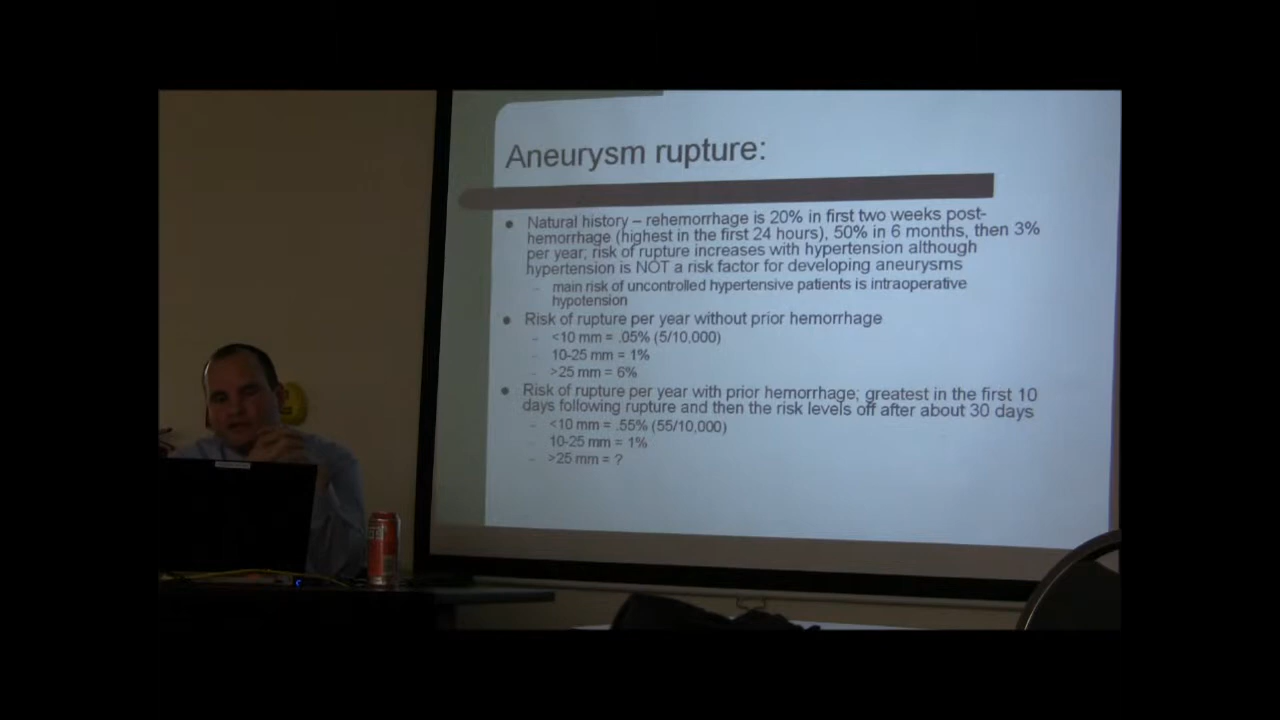 Aneurysm rupture:
Natural history – rehemorrhage is 20% in first two weeks post-
hemorrhage (highest in the first 24 hours), 50% in 6 months, then 3%
per year; risk of rupture increases with hypertension although
hypertension is NOT a risk factor for developing aneurysms
main risk of uncontrolled hypertensive patients is intraoperative
hypotension
Risk of rupture per year without prior hemorrhage
<10 mm = .05% (5/10,000)
10-25 mm = 1%
>25 mm = 6%
Risk of rupture per year with prior hemorrhage; greatest in the first 10
days following rupture and then the risk levels off after about 30 days
<10 mm = .55% (55/10,000)
10-25 mm = 1%
>25 mm = ?